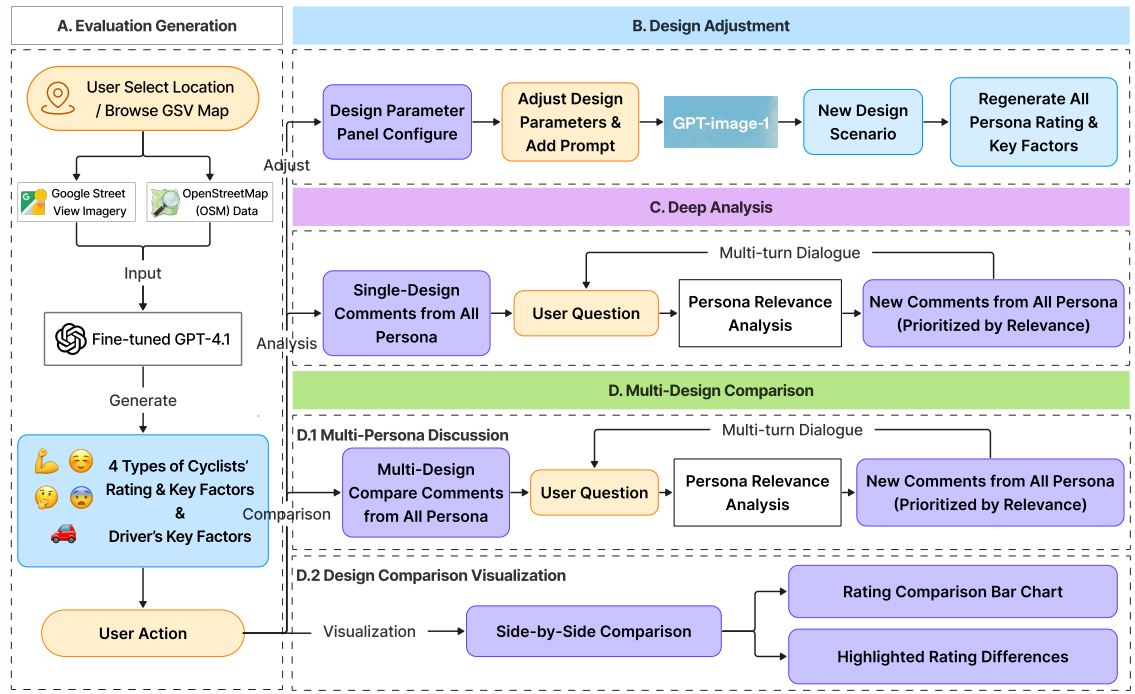 A. Evaluation Generation
User Select Location
/ Browse GSV Map
Google Street
View Imagery
OpenStreetMap
(OSM) Data
Input
Fine-tuned GPT-4.1
Generate
4 Types of Cyclists'
Rating & Key Factors
&
Driver's Key Factors
User Action
Adjust
Analysis
Comparison
Visualization
B. Design Adjustment
Design Parameter
Panel Configure
Adjust Design
Parameters &
Add Prompt
GPT-image-1
New Design
Scenario
Regenerate All
Persona Rating &
Key Factors
C. Deep Analysis
Multi-turn Dialogue
Single-Design
Comments from All
Persona
User Question
Persona Relevance
Analysis
New Comments from All Persona
(Prioritized by Relevance)
D. Multi-Design Comparison
D.1 Multi-Persona Discussion
Multi-turn Dialogue
Multi-Design
Compare Comments
from All Persona
User Question
Persona Relevance
Analysis
New Comments from All Persona
(Prioritized by Relevance)
D.2 Design Comparison Visualization
Side-by-Side Comparison
Rating Comparison Bar Chart
Highlighted Rating Differences